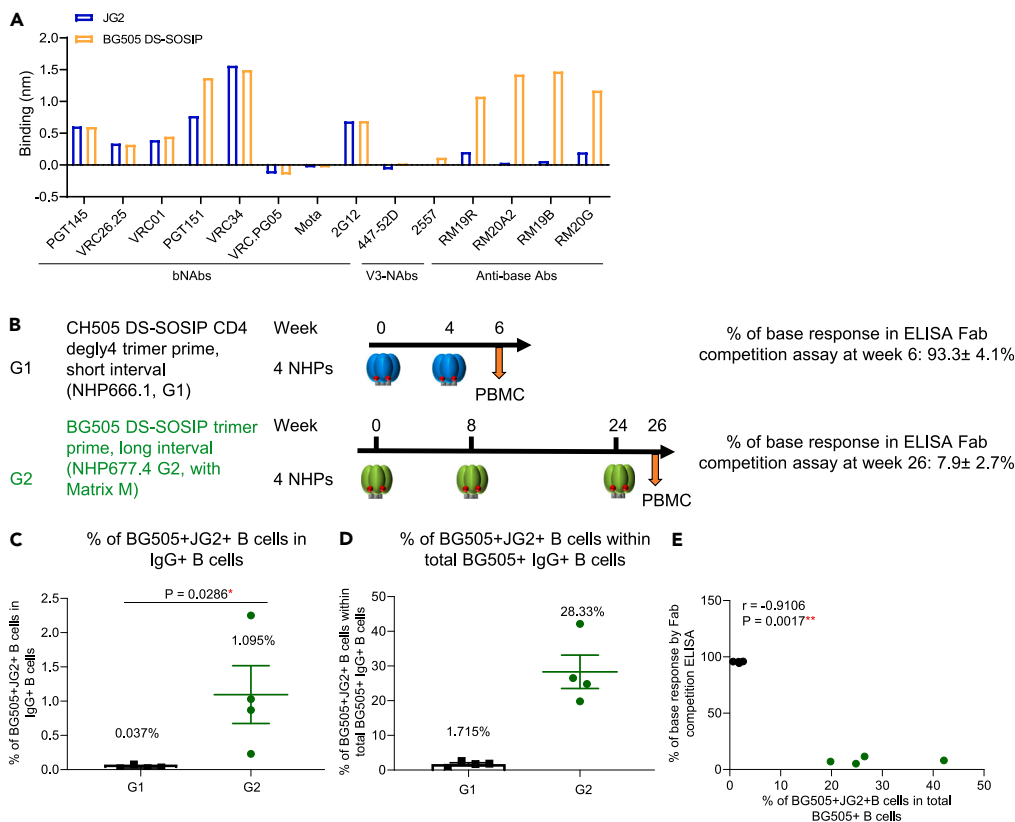 A
JG2
BG505 DS-SOSIP
Binding (nm)
2.0
1.5
1.0
0.5
0.0
-0.5
PGT145
VRC26.25
VRC01
PGT151
VRC34
VRC.PG05
Mota
2G12
447-52D
2557
RM19R
RM20A2
RM19B
RM20G
bNAbs
V3-NAbs
Anti-base Abs
B
G1
CH505 DS-SOSIP CD4
degly4 trimer prime,
short interval
(NHP666.1, G1)
Week
4 NHPs
0
4
6
PBMC
% of base response in ELISA Fab
competition assay at week 6: 93.3± 4.1%
G2
BG505 DS-SOSIP trimer
prime, long interval
(NHP677.4 G2, with
Matrix M)
Week
4 NHPs
0
8
24
26
PBMC
% of base response in ELISA Fab
competition assay at week 26: 7.9± 2.7%
C
% of BG505+JG2+ B cells in
IgG+ B cells
P = 0.0286*
% of BG505+JG2+ B cells in
IgG+ B cells
2.5
2.0
1.5
1.0
0.5
0.0
0.037%
1.095%
G1
G2
D
% of BG505+JG2+ B cells within
total BG505+ IgG+ B cells
% of BG505+JG2+ B cells within
total BG505+ IgG+ B cells
60
40
20
0
1.715%
28.33%
G1
G2
E
% of base response by Fab
competition ELISA
150
100
50
0
r = -0.9106
P = 0.0017**
0
10
20
30
40
50
% of BG505+JG2+B cells in total
BG505+ B cells